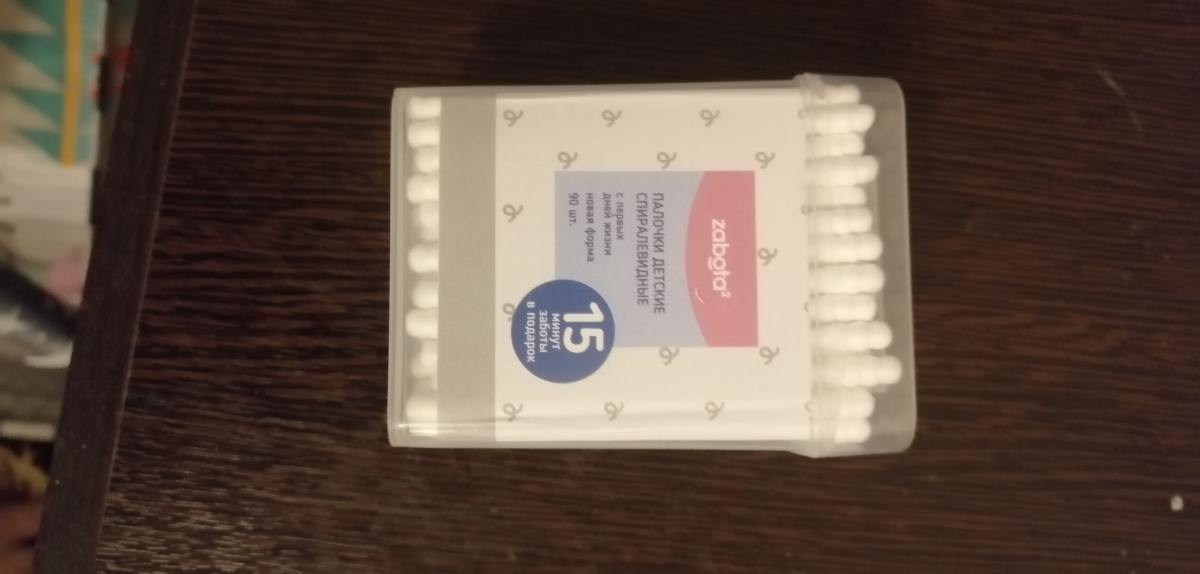 zabota²
ПАЛОЧКИ ДЕТСКИЕ
СПИРАЛЕВИДНЫЕ
с первых
дней жизни
новая форма
90 шт.
15
минут
заботы
в подарок